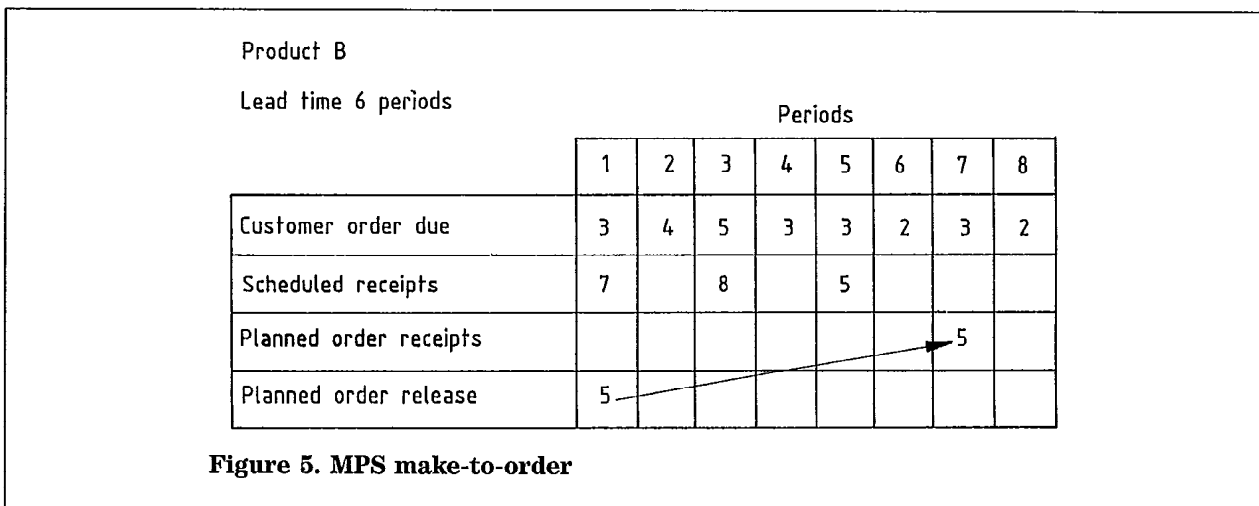 Product B
Lead time 6 periods
Periods
1 2 3 4 5 6 7 8
Customer order due 3 4 5 3 3 2 3 2
Scheduled receipts 7 8 5
Planned order receipts 5
Planned order release 5
Figure 5. MPS make-to-order